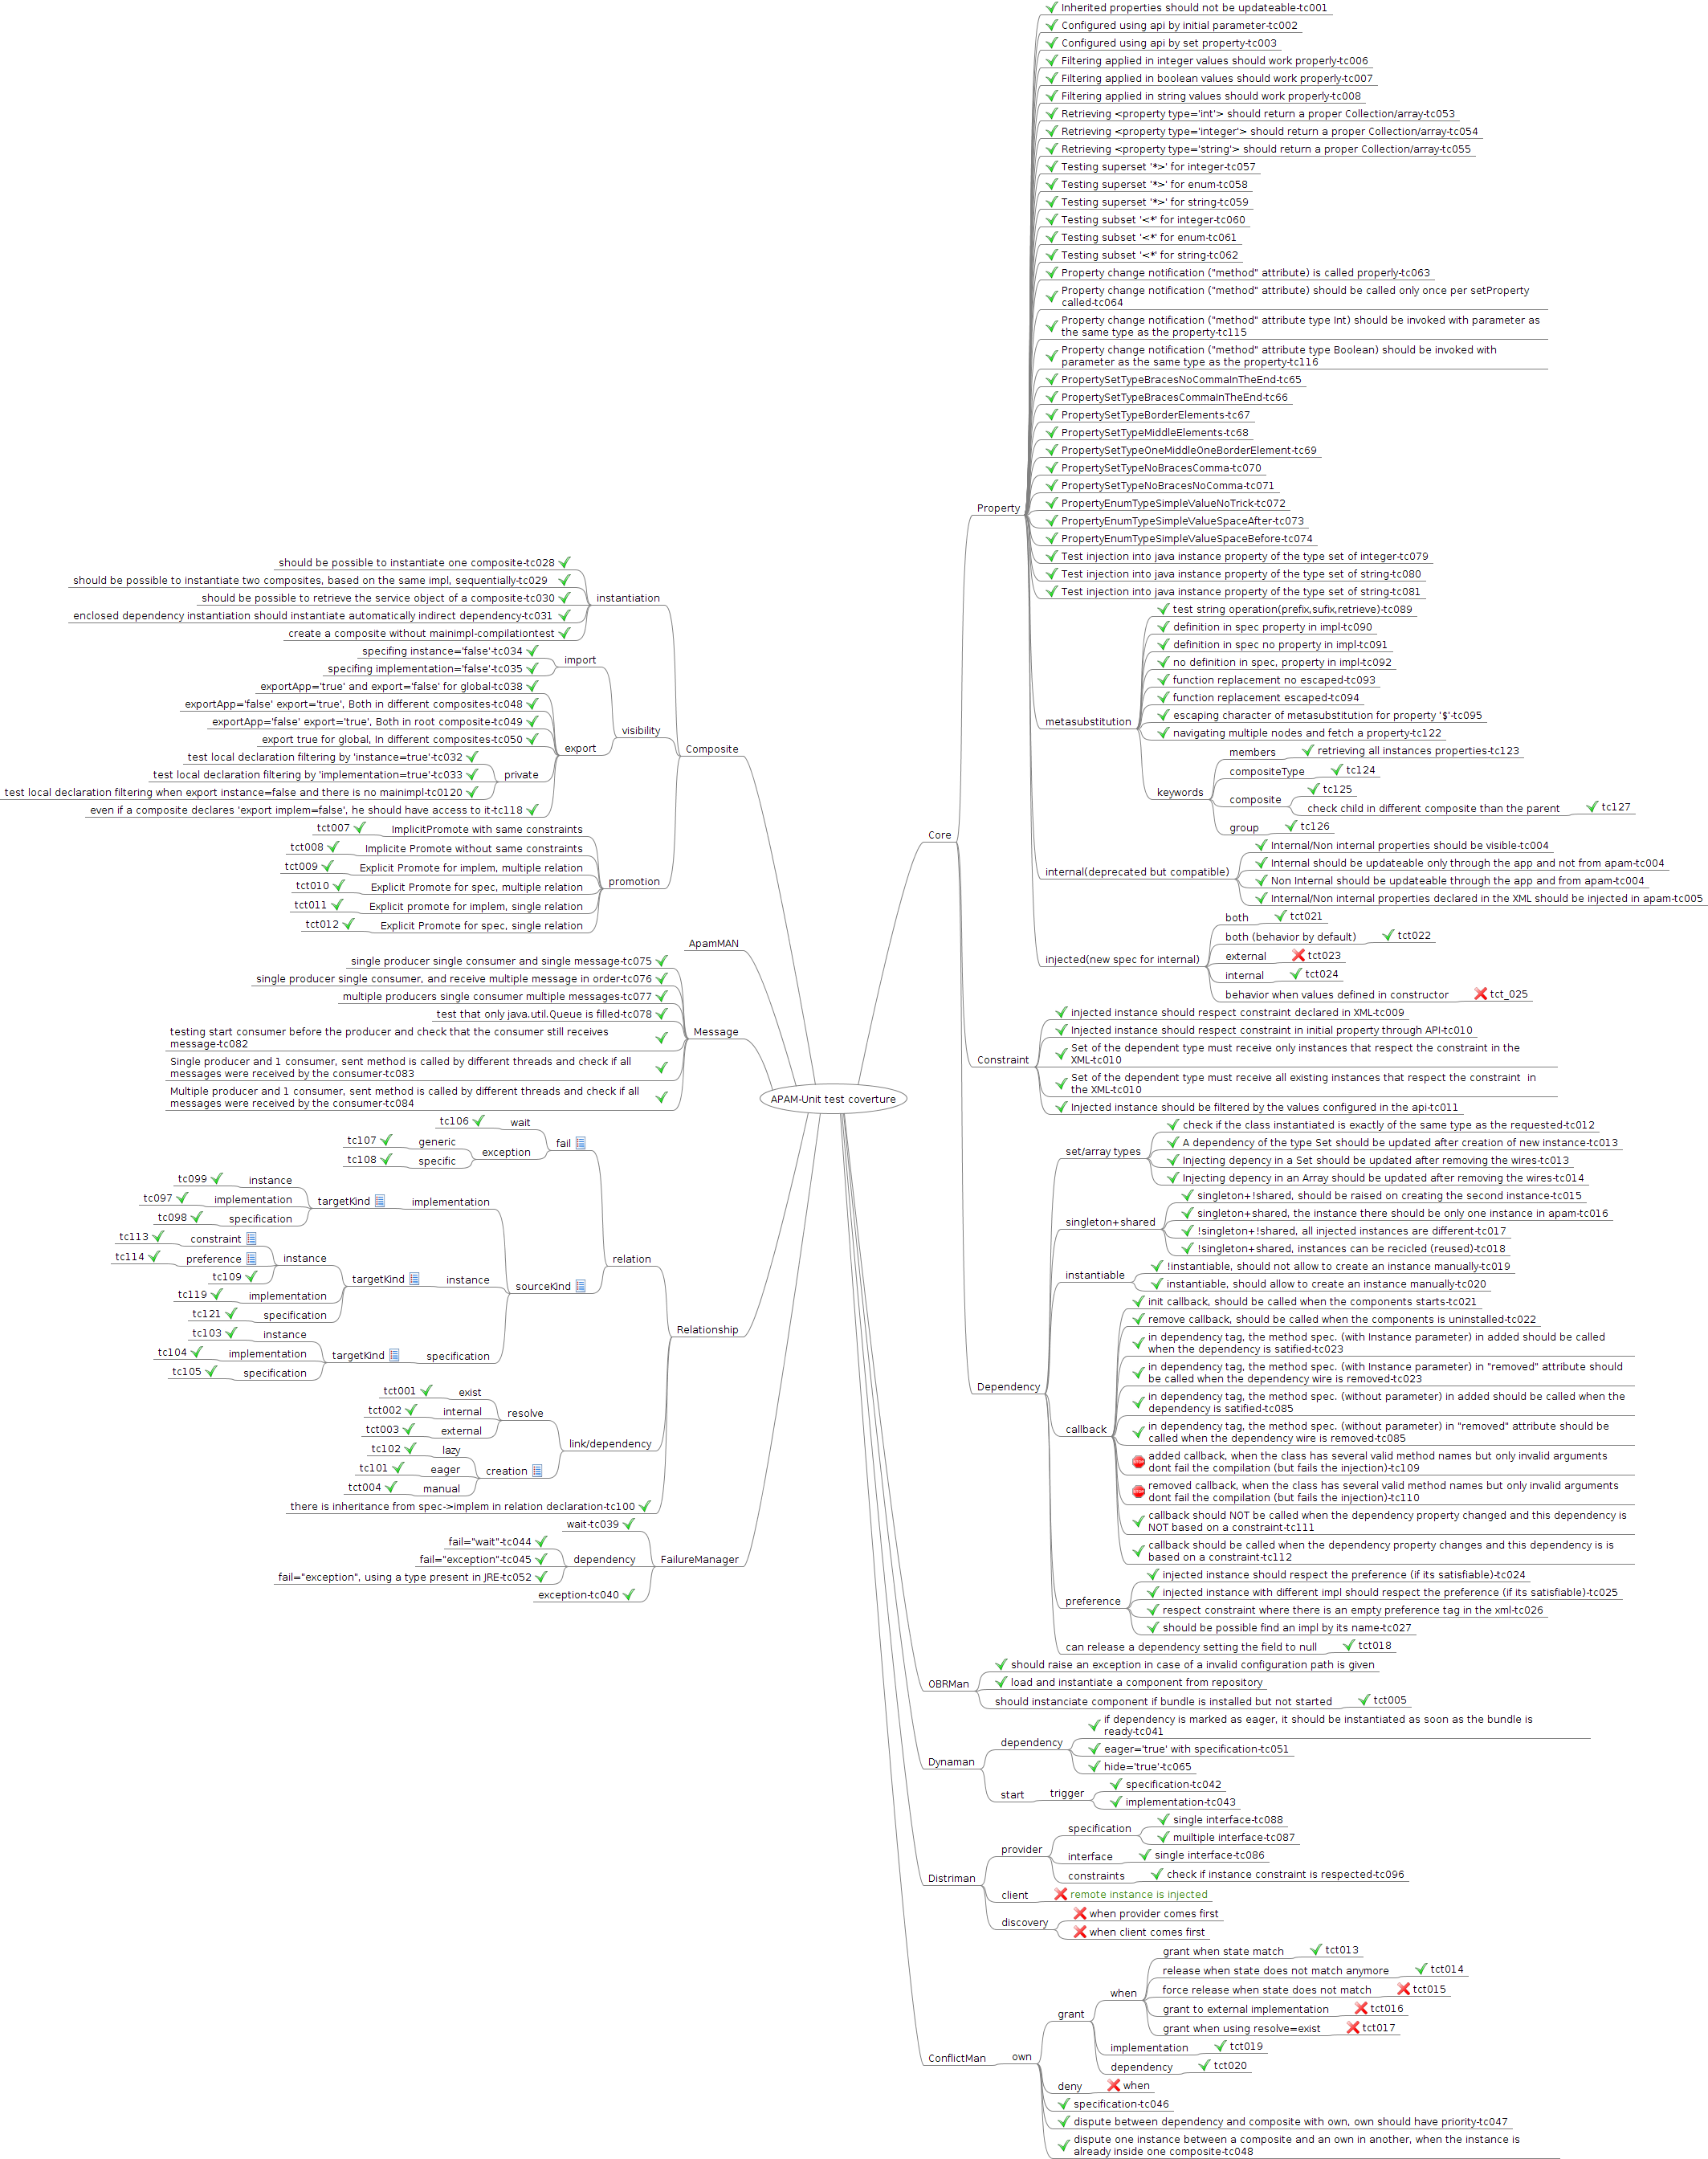 APAM-Unit test coverture
Core
Property
Inherited properties should not be updateable-tc001
Configured using api by initial parameter-tc002
Configured using api by set property-tc003
Filtering applied in integer values should work properly-tc006
Filtering applied in boolean values should work properly-tc007
Filtering applied in string values should work properly-tc008
Retrieving <property type='int'> should return a proper Collection/array-tc053
Retrieving <property type='integer'> should return a proper Collection/array-tc054
Retrieving <property type='string'> should return a proper Collection/array-tc055
Testing superset '*>' for integer-tc057
Testing superset '*>' for enum-tc058
Testing superset '*>' for string-tc059
Testing subset '<*' for integer-tc060
Testing subset '<*' for enum-tc061
Testing subset '<*' for string-tc062
Property change notification ("method" attribute) is called properly-tc063
Property change notification ("method" attribute) should be called only once per setProperty
called-tc064
Property change notification ("method" attribute type Int) should be invoked with parameter as
the same type as the property-tc115
Property change notification ("method" attribute type Boolean) should be invoked with
parameter as the same type as the property-tc116
PropertySetTypeBracesNoCommaInTheEnd-tc65
PropertySetTypeBracesCommaInTheEnd-tc66
PropertySetTypeBorderElements-tc67
PropertySetTypeMiddleElements-tc68
PropertySetTypeOneMiddleOneBorderElement-tc69
PropertySetTypeNoBracesComma-tc070
PropertySetTypeNoBracesNoComma-tc071
PropertyEnumTypeSimpleValueNoTrick-tc072
PropertyEnumTypeSimpleValueSpaceAfter-tc073
PropertyEnumTypeSimpleValueSpaceBefore-tc074
Test injection into java instance property of the type set of integer-tc079
Test injection into java instance property of the type set of string-tc080
Test injection into java instance property of the type set of string-tc081
metasubstitution
test string operation(prefix,sufix,retrieve)-tc089
definition in spec property in impl-tc090
definition in spec no property in impl-tc091
no definition in spec, property in impl-tc092
function replacement no escaped-tc093
function replacement escaped-tc094
escaping character of metasubstitution for property '$'-tc095
navigating multiple nodes and fetch a property-tc122
keywords
members
retrieving all instances properties-tc123
compositeType
tc124
composite
tc125
check child in different composite than the parent
tc127
group
tc126
internal(deprecated but compatible)
Internal/Non internal properties should be visible-tc004
Internal should be updateable only through the app and not from apam-tc004
Non Internal should be updateable through the app and from apam-tc004
Internal/Non internal properties declared in the XML should be injected in apam-tc005
injected(new spec for internal)
both
tct021
both (behavior by default)
tct022
external
tct023
internal
tct024
behavior when values defined in constructor
tct_025
Constraint
injected instance should respect constraint declared in XML-tc009
Injected instance should respect constraint in initial property through API-tc010
Set of the dependent type must receive only instances that respect the constraint in the
XML-tc010
Set of the dependent type must receive all existing instances that respect the constraint in
the XML-tc010
Injected instance should be filtered by the values configured in the api-tc011
Dependency
set/array types
check if the class instantiated is exactly of the same type as the requested-tc012
A dependency of the type Set should be updated after creation of new instance-tc013
Injecting depency in a Set should be updated after removing the wires-tc013
Injecting depency in an Array should be updated after removing the wires-tc014
singleton+shared
singleton+!shared, should be raised on creating the second instance-tc015
singleton+shared, the instance there should be only one instance in apam-tc016
!singleton+!shared, all injected instances are different-tc017
!singleton+shared, instances can be recicled (reused)-tc018
instantiable
!instantiable, should not allow to create an instance manually-tc019
instantiable, should allow to create an instance manually-tc020
callback
init callback, should be called when the components starts-tc021
remove callback, should be called when the components is uninstalled-tc022
in dependency tag, the method spec. (with Instance parameter) in added should be called
when the dependency is satified-tc023
in dependency tag, the method spec. (with Instance parameter) in "removed" attribute should
be called when the dependency wire is removed-tc023
in dependency tag, the method spec. (without parameter) in added should be called when the
dependency is satified-tc085
in dependency tag, the method spec. (without parameter) in "removed" attribute should be
called when the dependency wire is removed-tc085
added callback, when the class has several valid method names but only invalid arguments
dont fail the compilation (but fails the injection)-tc109
removed callback, when the class has several valid method names but only invalid arguments
dont fail the compilation (but fails the injection)-tc110
callback should NOT be called when the dependency property changed and this dependency is
NOT based on a constraint-tc111
callback should be called when the dependency property changes and this dependency is is
based on a constraint-tc112
preference
injected instance should respect the preference (if its satisfiable)-tc024
injected instance with different impl should respect the preference (if its satisfiable)-tc025
respect constraint where there is an empty preference tag in the xml-tc026
should be possible find an impl by its name-tc027
can release a dependency setting the field to null
tct018
OBRMan
should raise an exception in case of a invalid configuration path is given
load and instantiate a component from repository
should instanciate component if bundle is installed but not started
tct005
Dynaman
dependency
if dependency is marked as eager, it should be instantiated as soon as the bundle is
ready-tc041
eager='true' with specification-tc051
hide='true'-tc065
start
trigger
specification-tc042
implementation-tc043
Distriman
provider
specification
single interface-tc088
muiltiple interface-tc087
interface
single interface-tc086
constraints
check if instance constraint is respected-tc096
client
remote instance is injected
discovery
when provider comes first
when client comes first
ConflictMan
own
grant
when
grant when state match
tct013
release when state does not match anymore
tct014
force release when state does not match
tct015
grant to external implementation
tct016
grant when using resolve=exist
tct017
implementation
tct019
dependency
tct020
deny
when
specification-tc046
dispute between dependency and composite with own, own should have priority-tc047
dispute one instance between a composite and an own in another, when the instance is
already inside one composite-tc048
Composite
instantiation
should be possible to instantiate one composite-tc028
should be possible to instantiate two composites, based on the same impl, sequentially-tc029
should be possible to retrieve the service object of a composite-tc030
enclosed dependency instantiation should instantiate automatically indirect dependency-tc031
create a composite without mainimpl-compilationtest
visibility
import
specifing instance='false'-tc034
specifing implementation='false'-tc035
export
exportApp='true' and export='false' for global-tc038
exportApp='false' export='true', Both in different composites-tc048
exportApp='false' export='true', Both in root composite-tc049
export true for global, In different composites-tc050
private
test local declaration filtering by 'instance=true'-tc032
test local declaration filtering by 'implementation=true'-tc033
test local declaration filtering when export instance=false and there is no mainimpl-tc0120
even if a composite declares 'export implem=false', he should have access to it-tc118
promotion
tct007
ImplicitPromote with same constraints
tct008
Implicite Promote without same constraints
tct009
Explicit Promote for implem, multiple relation
tct010
Explicit Promote for spec, multiple relation
tct011
Explicit promote for implem, single relation
tct012
Explicit Promote for spec, single relation
ApamMAN
Message
single producer single consumer and single message-tc075
single producer single consumer, and receive multiple message in order-tc076
multiple producers single consumer multiple messages-tc077
test that only java.util.Queue is filled-tc078
testing start consumer before the producer and check that the consumer still receives
message-tc082
Single producer and 1 consumer, sent method is called by different threads and check if all
messages were received by the consumer-tc083
Multiple producer and 1 consumer, sent method is called by different threads and check if all
messages were received by the consumer-tc084
Relationship
relation
fail
tc106
wait
exception
tc107
generic
tc108
specific
sourceKind
implementation
targetKind
tc099
instance
tc097
implementation
tc098
specification
instance
targetKind
instance
tc113
constraint
tc114
preference
tc109
tc119
implementation
tc121
specification
specification
targetKind
tc103
instance
tc104
implementation
tc105
specification
link/dependency
resolve
tct001
exist
tct002
internal
tct003
external
creation
tc102
lazy
tc101
eager
tct004
manual
there is inheritance from spec->implem in relation declaration-tc100
FailureManager
wait-tc039
dependency
fail="wait"-tc044
fail="exception"-tc045
fail="exception", using a type present in JRE-tc052
exception-tc040